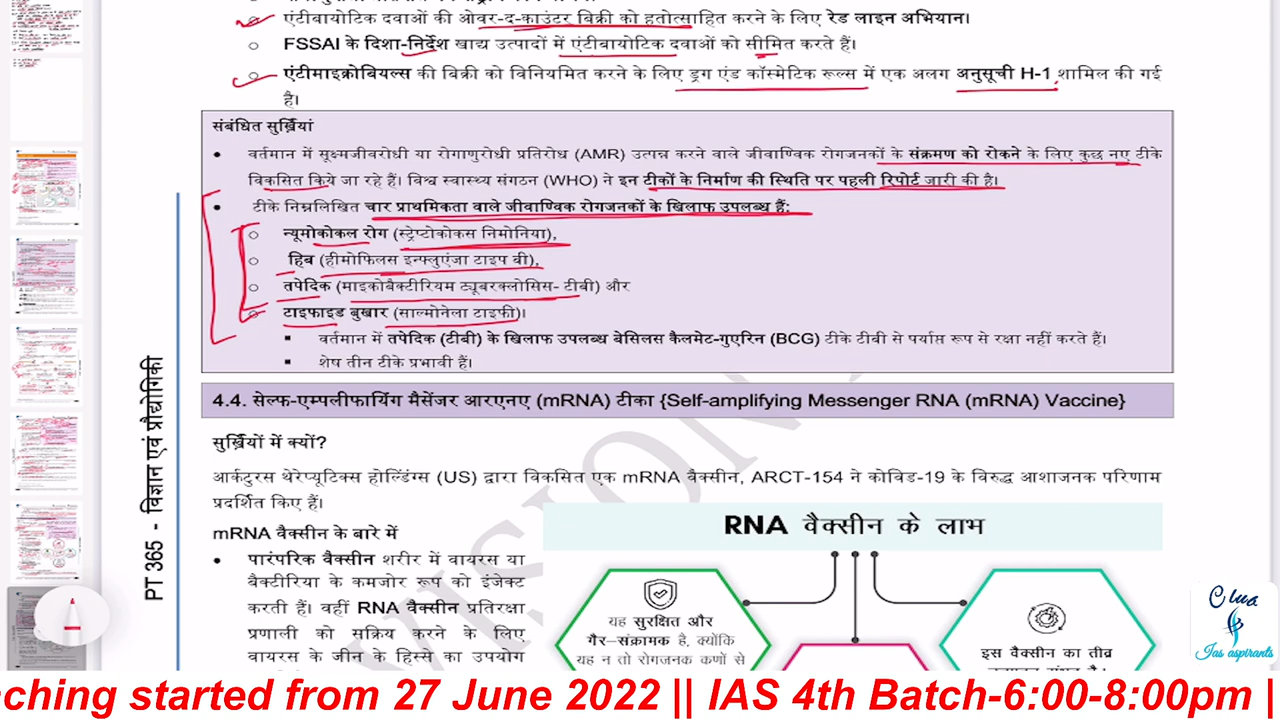 एंटीबायोटिक दवाओं की ओवर-द-काउंटर बिक्री को हतोत्साहित करने के लिए रेड लाइन अभियान।
FSSAI के दिशा-निर्देश खाद्य उत्पादों में एंटीबायोटिक दवाओं को सीमित करते हैं।
एंटीमाइक्रोबियल्स की बिक्री को विनियमित करने के लिए ड्रग एंड कॉस्मेटिक रूल्स में एक अलग अनुसूची H-1 शामिल की गई
है।
संबंधित सुर्ख़ियां
वर्तमान में सूक्ष्मजीवरोधी या प्रतिरोध (AMR) उत्पन्न करने रोगजनकों के संक्रमण को रोकने के लिए कुछ नए टीके
विकसित किए जा रहे हैं। विश्व स्वास्थ्य संगठन (WHO) ने इन टीकों के निर्माण की स्थिति पर पहली रिपोर्ट जारी की है।
टीके निम्नलिखित चार प्राथमिकता वाले जीवाण्विक रोगजनकों के खिलाफ उपलब्ध हैं:
न्यूमोकोकल रोग (स्ट्रेप्टोकोकस निमोनिया),
हिब (हीमोफिलस इन्फ्लुएंजा टाइप बी),
तपेदिक (माइकोबैक्टीरियम ट्यूबरक्लोसिस- टीबी) और
टाइफाइड बुखार (साल्मोनेला टाइफी)।
वर्तमान में तपेदिक (टीबी) के खिलाफ उपलब्ध बेसिलस कैलमेट-गुएरिन (BCG) टीके टीबी से पर्याप्त रूप से रक्षा नहीं करते हैं।
शेष तीन टीके प्रभावी हैं।
4.4. सेल्फ-एम्पलीफायिंग मैसेंजर आरएनए (mRNA) टीका {Self-amplifying Messenger RNA (mRNA) Vaccine}
सुर्ख़ियों में क्यों?
आर्कटुरस थेरेप्यूटिक्स होल्डिंग्स (US) द्वारा विकसित एक mRNA वैक्सीन, ARCT-154 ने कोविड-19 के विरुद्ध आशाजनक परिणाम
प्रदर्शित किए हैं।
RNA वैक्सीन के लाभ
mRNA वैक्सीन के बारे में
पारंपरिक वैक्सीन शरीर में वायरस या
बैक्टीरिया के कमजोर रूप को इंजेक्ट
करती हैं। वहीं RNA वैक्सीन प्रतिरक्षा
प्रणाली को सक्रिय करने के लिए
वायरस के जीन के हिस्से का उपयोग
यह सुरक्षित और
गैर-संक्रामक है, क्योंकि
यह न तो रोगजनक कणों से
इस वैक्सीन का तीव्र
PT 365 - विज्ञान एवं प्रौद्योगिकी
VISION
Clue
Ias aspirants
ching started from 27 June 2022 || IAS 4th Batch-6:00-8:00pm |